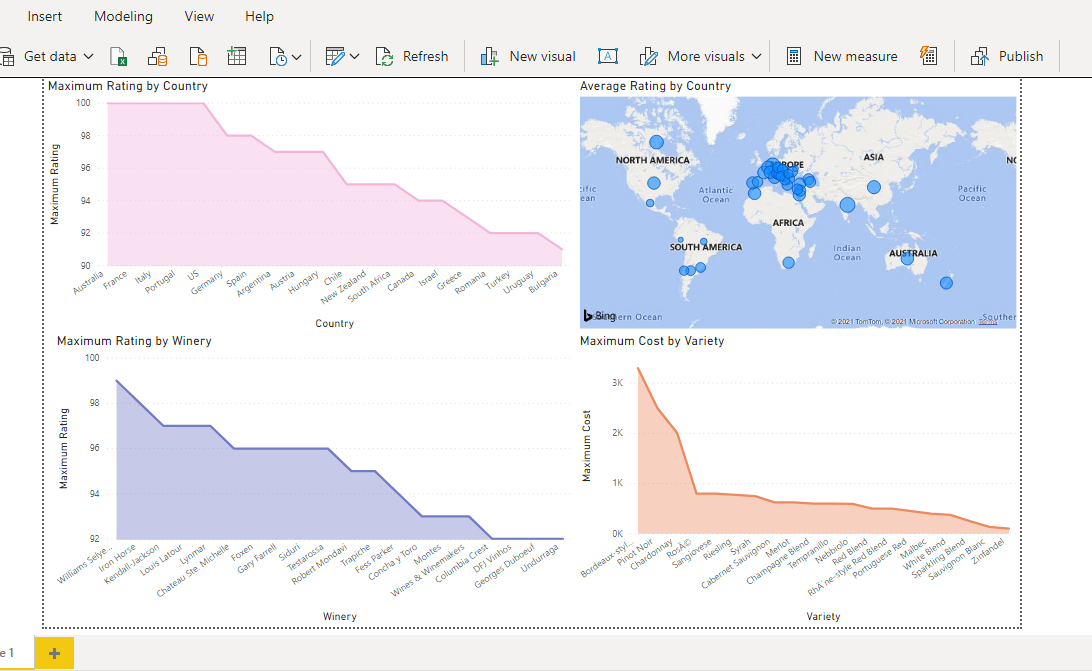 Insert Modeling View Help
Get data Refresh New visual More visuals New measure Publish
Maximum Rating by Country
100
98
96
94
92
90
Maximum Rating
Australia France Italy Portugal US Germany Spain Argentina Austria Hungary Chile New Zealand South Africa Canada Israel Greece Romania Turkey Uruguay Bulgaria
Country
Average Rating by Country
NORTH AMERICA
ROPE
ASIA
Atlantic
Ocean
Pacific
Ocean
AFRICA
SOUTH AMERICA
Indian
Ocean
AUSTRALIA
Bing
© 2021 TomTom, © 2021 Microsoft Corporation Terms
Maximum Rating by Winery
100
98
96
94
92
Maximum Rating
Williams Selye... Iron Horse Kendall-Jackson Louis Latour Lynmar Chateau Ste. Michelle Foxen Gary Farrell Siduri Testarossa Robert Mondavi Trapiche Fess Parker Concha y Toro Montes Wines & Winemakers Columbia Crest DFJ Vinhos Georges Duboeuf Undurraga
Winery
Maximum Cost by Variety
3K
2K
1K
0K
Maximum Cost
Bordeaux-styl... Pinot Noir Chardonnay RosÃ© Sangiovese Riesling Syrah Cabernet Sauvignon Merlot Champagne Blend Tempranillo Nebbiolo Red Blend RhÃ´ne-style Red Blend Portuguese Red Malbec White Blend Sparkling Blend Sauvignon Blanc Zinfandel
Variety
e 1